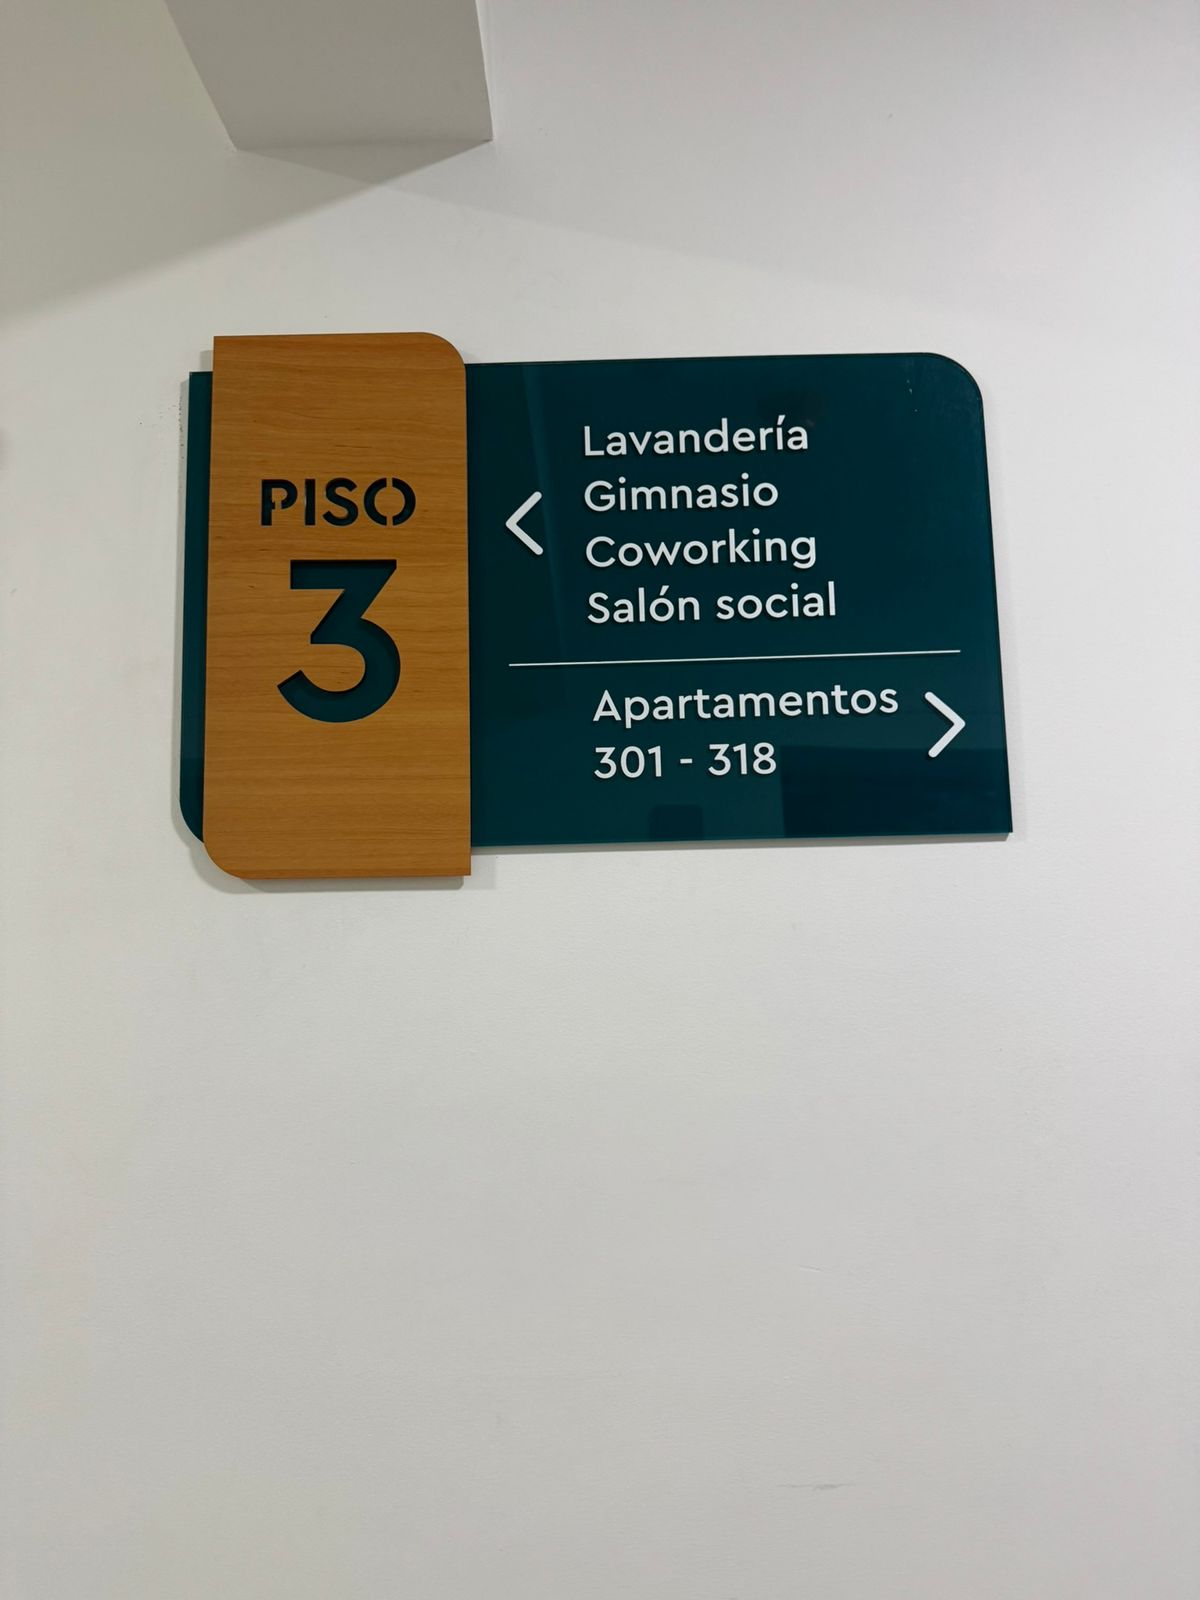 PISO
3
Lavandería
Gimnasio
Coworking
Salón social
Apartamentos
301 - 318